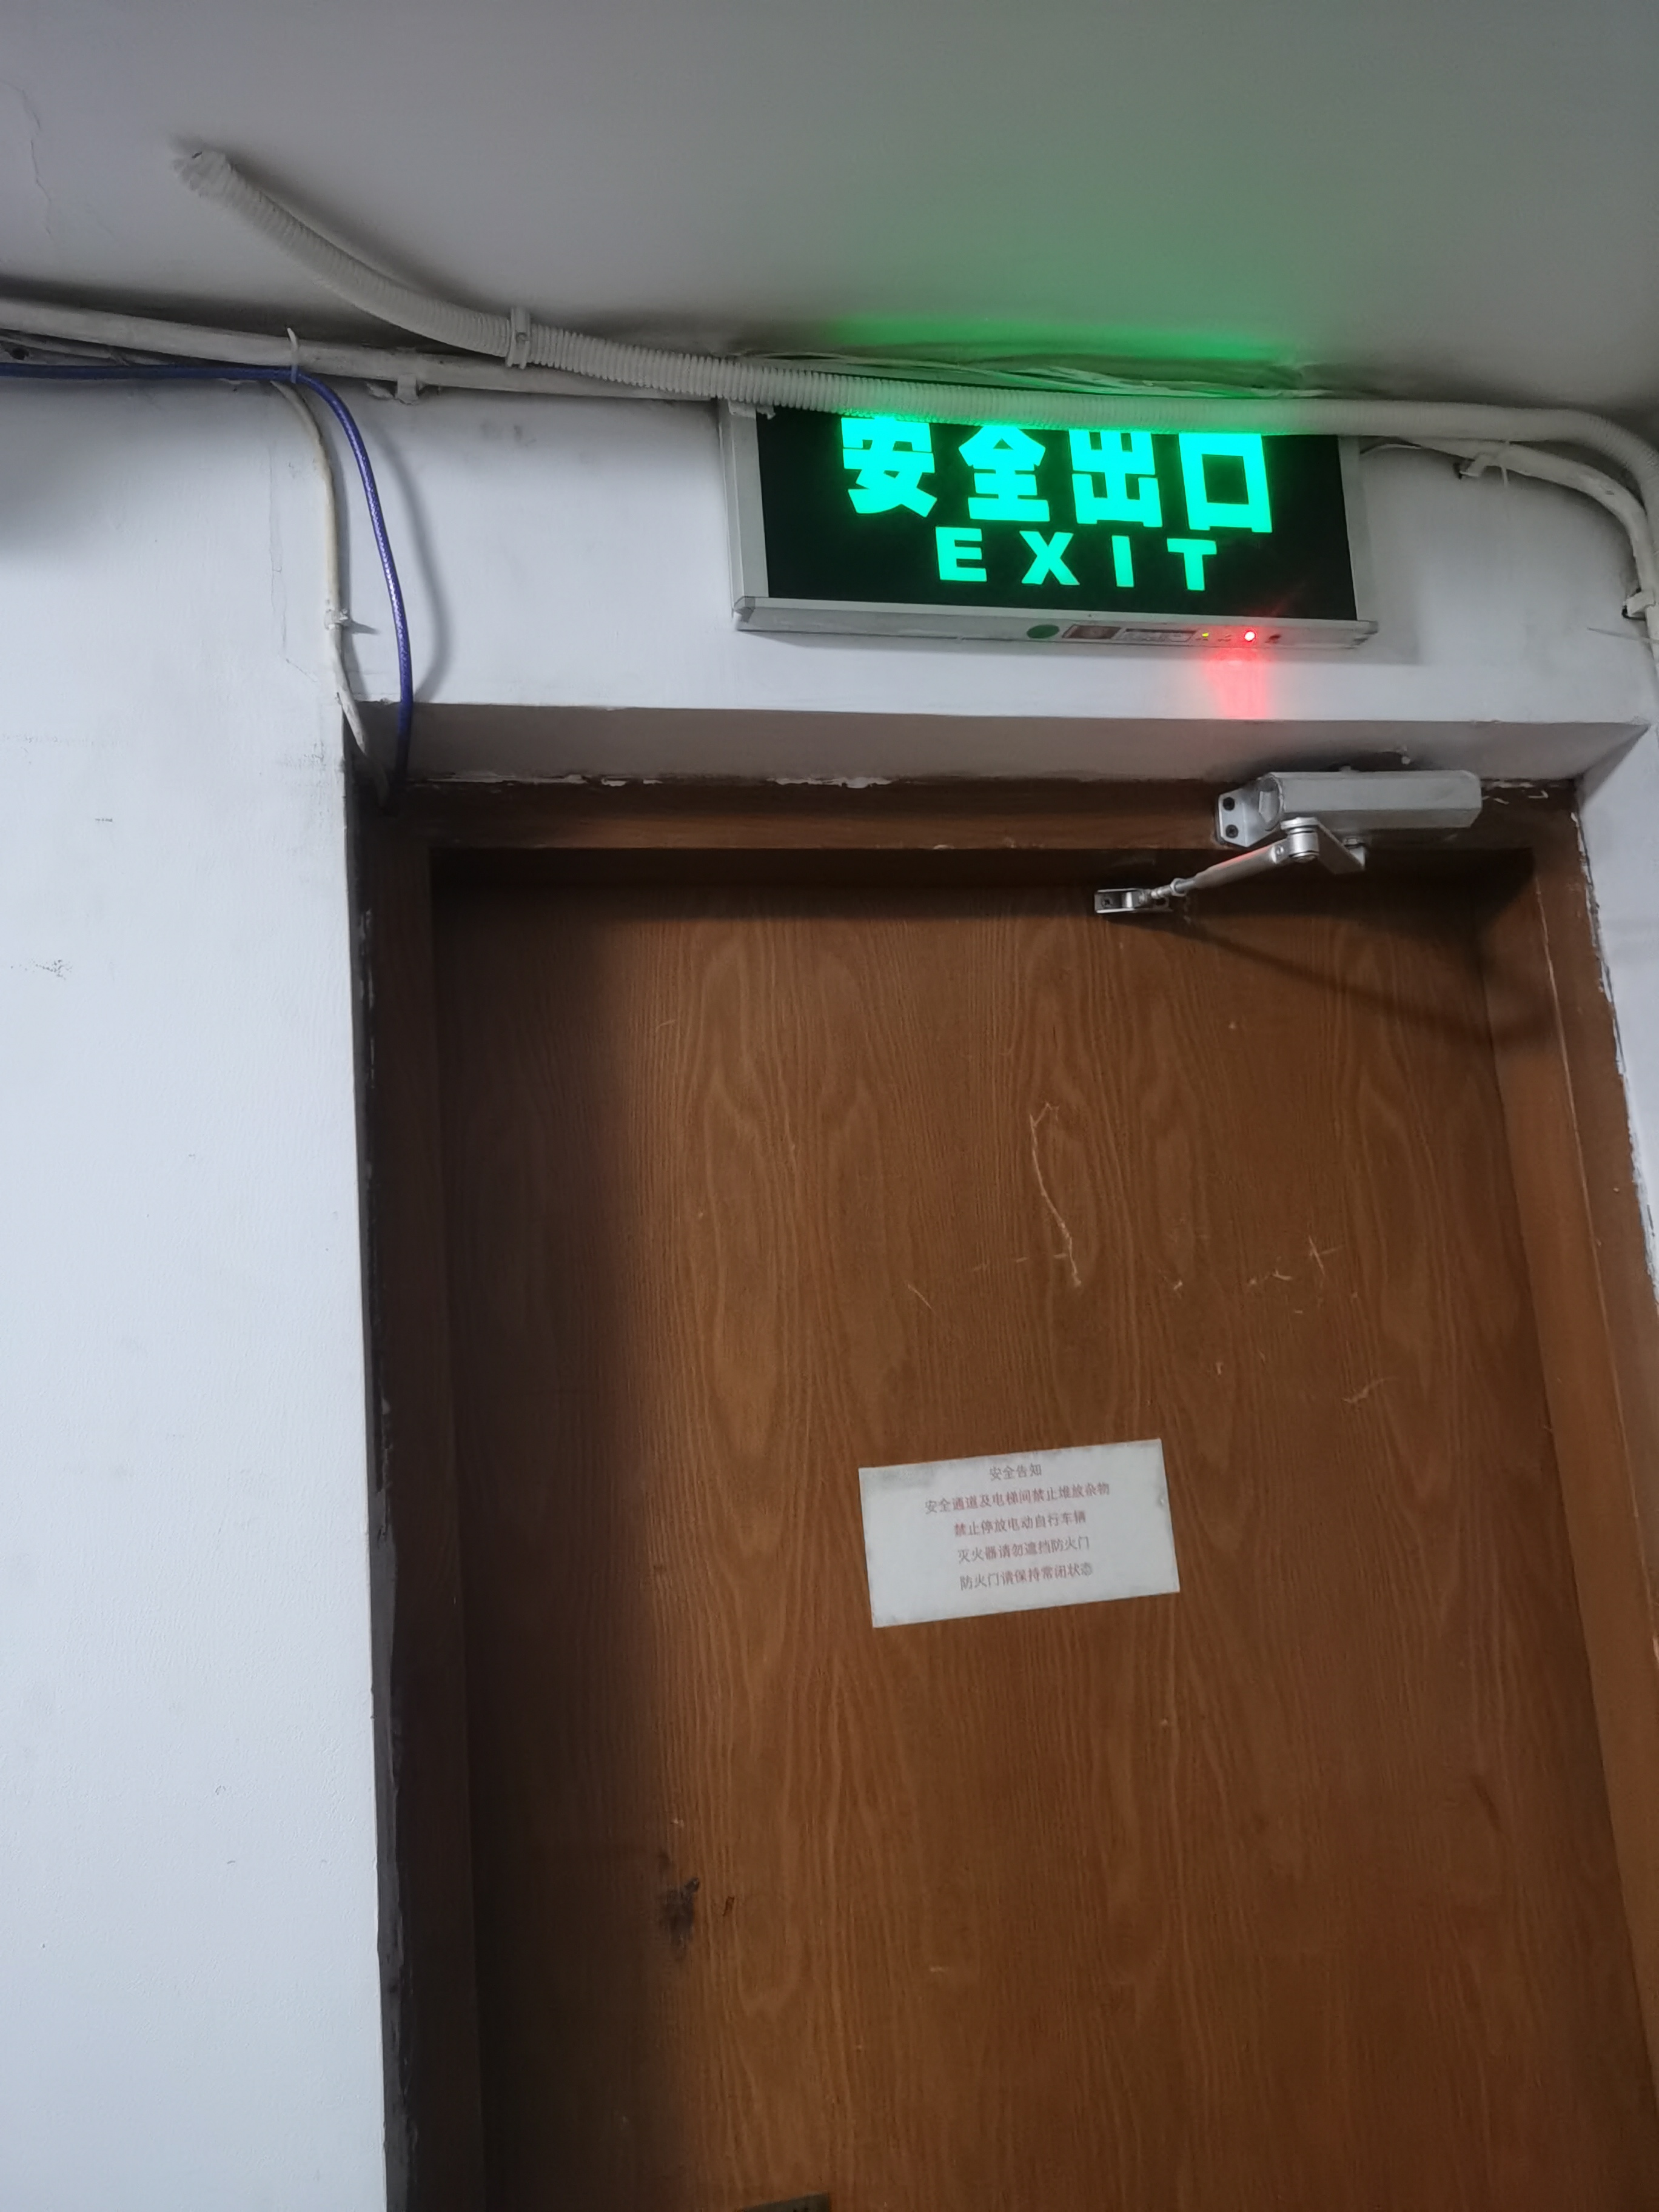 安全出口
EXIT
安全告知
安全通道及电梯间禁止堆放杂物
禁止停放电动自行车辆
灭火器请勿遮挡防火门
防火门请保持常闭状态